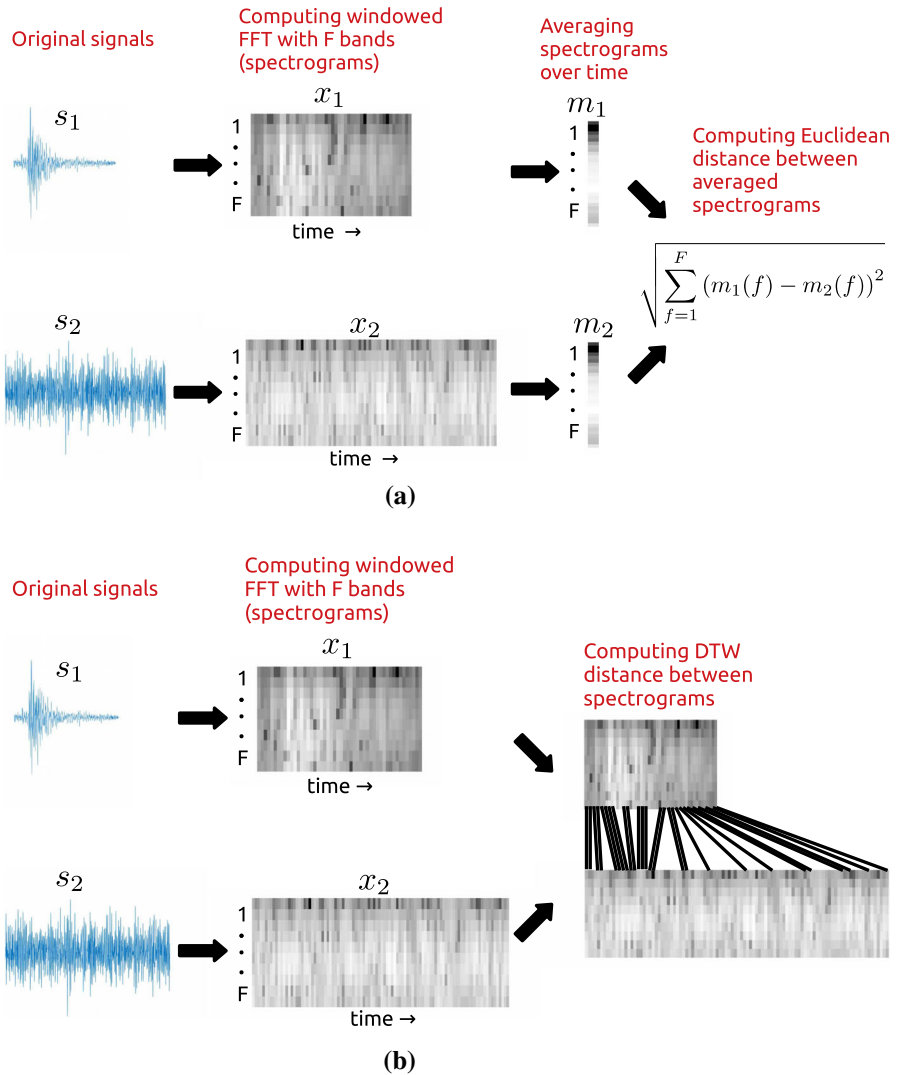 Original signals
Computing windowed
FFT with F bands
(spectrograms)
Averaging
spectrograms
over time
s₁
x₁
1
F
time →
m₁
1
F
Computing Euclidean
distance between
averaged
spectrograms
√∑_{f=1}^{F} (m₁(f) − m₂(f))²
s₂
x₂
1
F
time →
m₂
1
F
(a)
Original signals
Computing windowed
FFT with F bands
(spectrograms)
s₁
x₁
1
F
time →
Computing DTW
distance between
spectrograms
s₂
x₂
1
F
time →
(b)